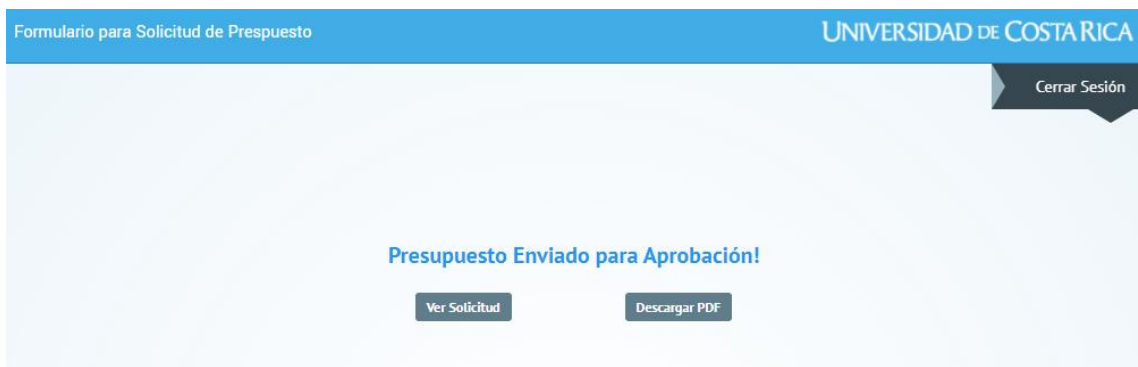 Formulario para Solicitud de Prespuesto
UNIVERSIDAD DE COSTA RICA
Cerrar Sesión
Presupuesto Enviado para Aprobación!
Ver Solicitud
Descargar PDF